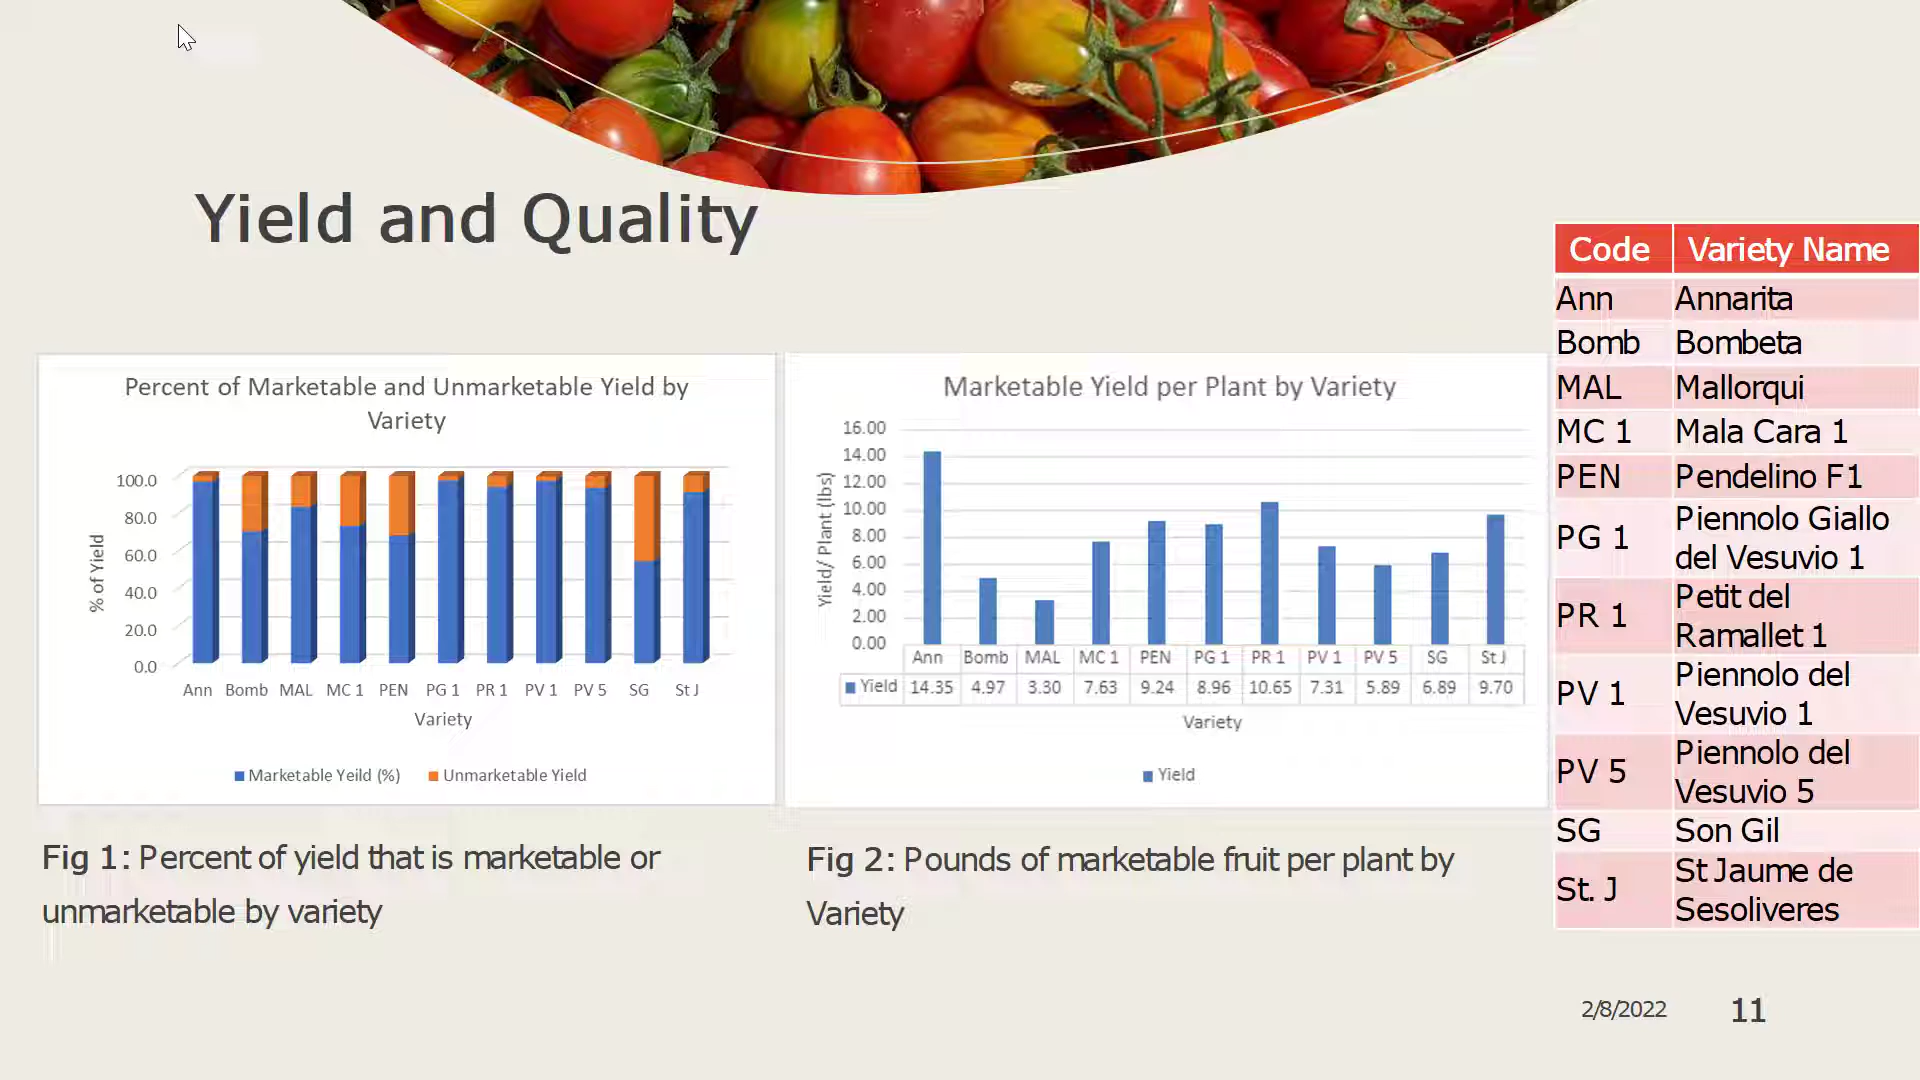 Yield and Quality
Percent of Marketable and Unmarketable Yield by
Variety
% of Yield
100.0
80.0
60.0
40.0
20.0
0.0
Ann Bomb MAL MC 1 PEN PG 1 PR 1 PV 1 PV 5 SG St J
Variety
Marketable Yeild (%) Unmarketable Yield
Fig 1: Percent of yield that is marketable or
unmarketable by variety
Marketable Yield per Plant by Variety
Yield/ Plant (lbs)
16.00
14.00
12.00
10.00
8.00
6.00
4.00
2.00
0.00
Ann Bomb MAL MC 1 PEN PG 1 PR 1 PV 1 PV 5 SG St J
Yield 14.35 4.97 3.30 7.63 9.24 8.96 10.65 7.31 5.89 6.89 9.70
Variety
Yield
Fig 2: Pounds of marketable fruit per plant by
Variety
Code Variety Name
Ann Annarita
Bomb Bombeta
MAL Mallorqui
MC 1 Mala Cara 1
PEN Pendelino F1
PG 1 Piennolo Giallo
del Vesuvio 1
PR 1 Petit del
Ramallet 1
PV 1 Piennolo del
Vesuvio 1
PV 5 Piennolo del
Vesuvio 5
SG Son Gil
St. J St Jaume de
Sesoliveres
2/8/2022 11